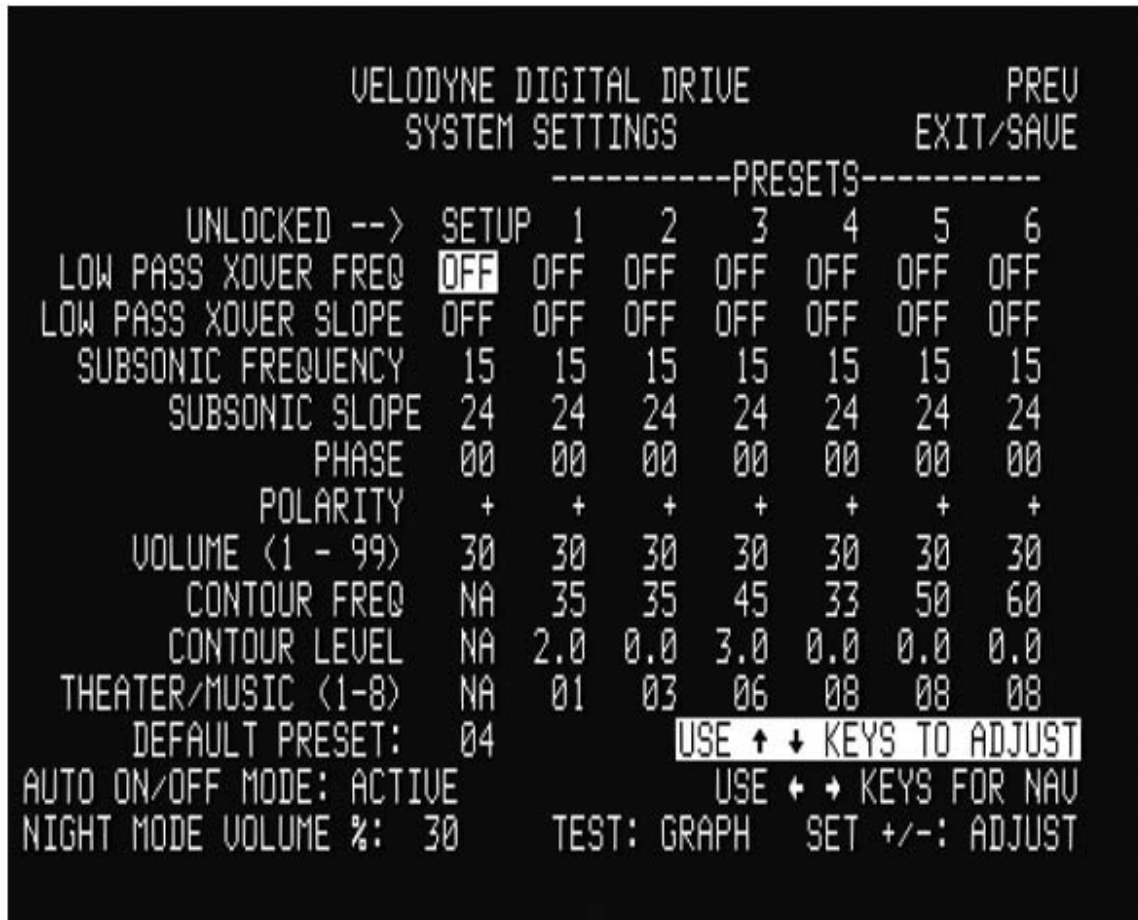 VELODYNE DIGITAL DRIVE PREV
SYSTEM SETTINGS EXIT/SAVE
----------PRESETS----------
UNLOCKED --> SETUP 1 2 3 4 5 6
LOW PASS XOVER FREQ OFF OFF OFF OFF OFF OFF OFF
LOW PASS XOVER SLOPE OFF OFF OFF OFF OFF OFF OFF
SUBSONIC FREQUENCY 15 15 15 15 15 15 15
SUBSONIC SLOPE 24 24 24 24 24 24 24
PHASE 00 00 00 00 00 00 00
POLARITY + + + + + + +
VOLUME (1 - 99) 30 30 30 30 30 30 30
CONTOUR FREQ NA 35 35 45 33 50 60
CONTOUR LEVEL NA 2.0 0.0 3.0 0.0 0.0 0.0
THEATER/MUSIC (1-8) NA 01 03 06 08 08 08
DEFAULT PRESET: 04 USE ↑ ↓ KEYS TO ADJUST
AUTO ON/OFF MODE: ACTIVE USE ← → KEYS FOR NAV
NIGHT MODE VOLUME %: 30 TEST: GRAPH SET +/-: ADJUST